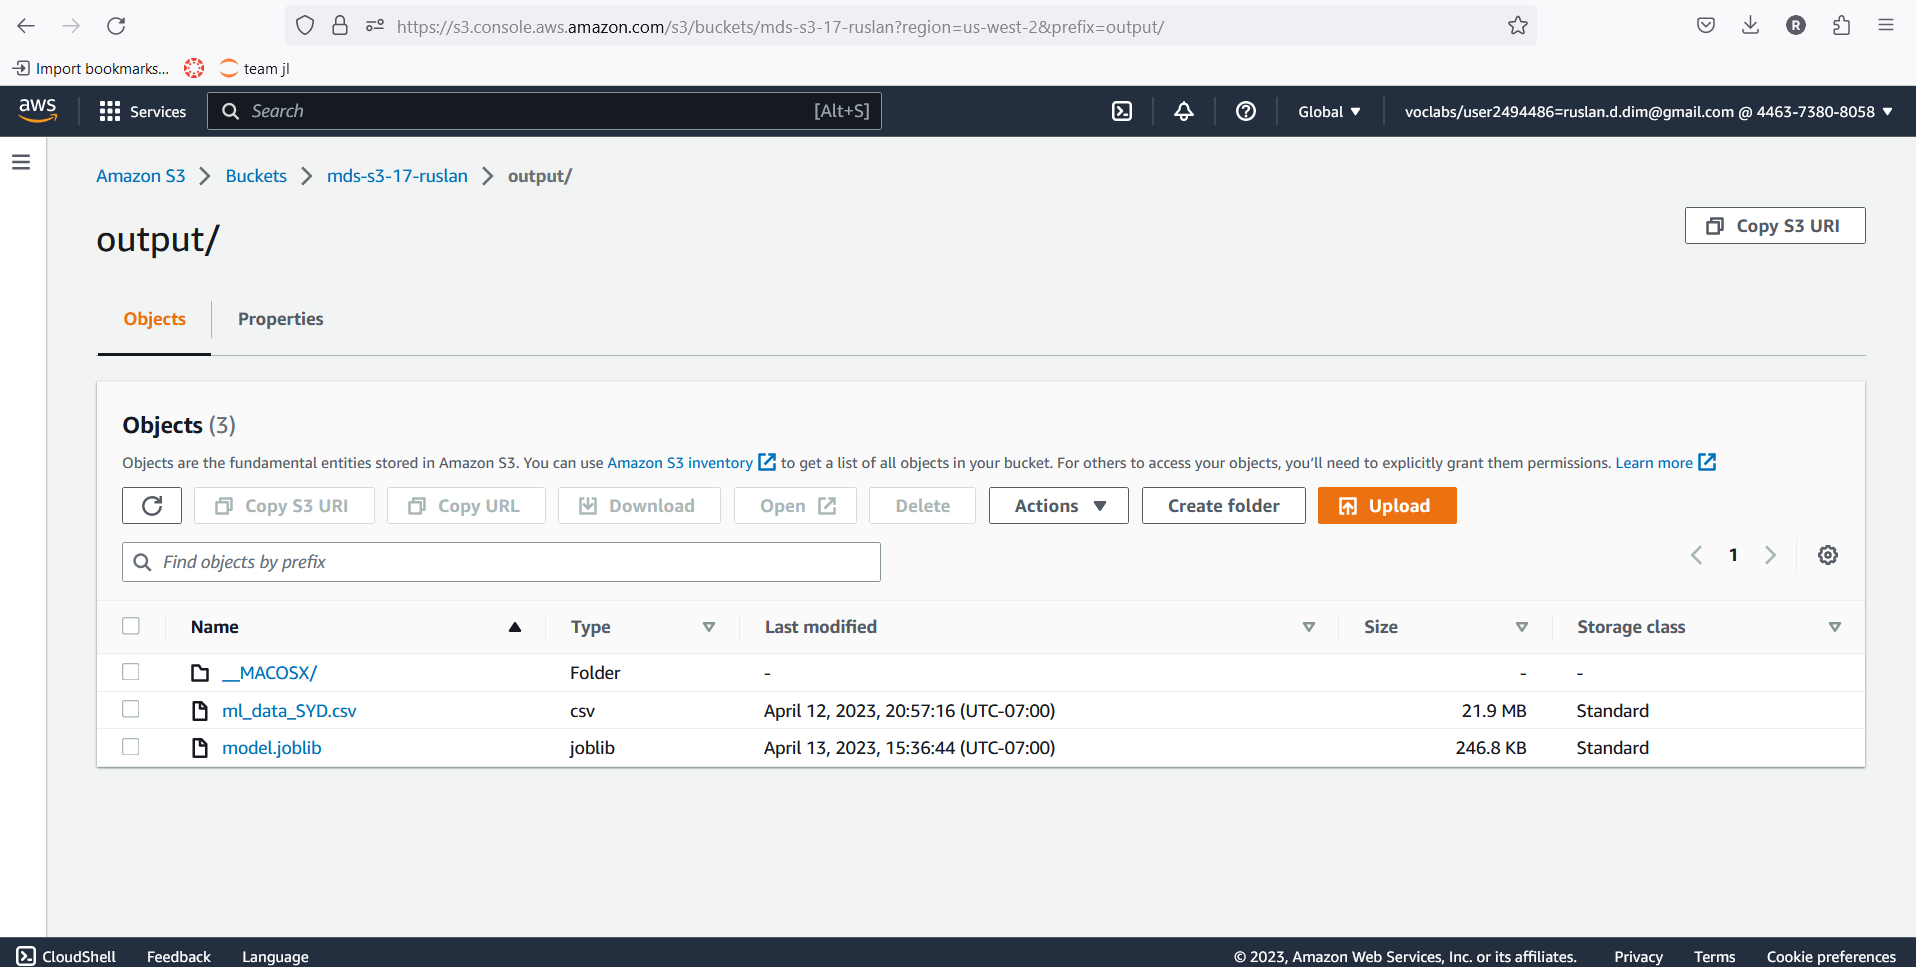 https://s3.console.aws.amazon.com/s3/buckets/mds-s3-17-ruslan?region=us-west-2&prefix=output/
R
Import bookmarks...
team jl
aws
Services
Search
[Alt+S]
Global
voclabs/user2494486=ruslan.d.dim@gmail.com @ 4463-7380-8058
Amazon S3
Buckets
mds-s3-17-ruslan
output/
output/
Copy S3 URI
Objects
Properties
Objects (3)
Objects are the fundamental entities stored in Amazon S3. You can use Amazon S3 inventory to get a list of all objects in your bucket. For others to access your objects, you'll need to explicitly grant them permissions. Learn more
Copy S3 URI
Copy URL
Download
Open
Delete
Actions
Create folder
Upload
Find objects by prefix
1
Name Type Last modified Size Storage class
__MACOSX/ Folder - - -
ml_data_SYD.csv csv April 12, 2023, 20:57:16 (UTC-07:00) 21.9 MB Standard
model.joblib joblib April 13, 2023, 15:36:44 (UTC-07:00) 246.8 KB Standard
CloudShell Feedback Language © 2023, Amazon Web Services, Inc. or its affiliates. Privacy Terms Cookie preferences